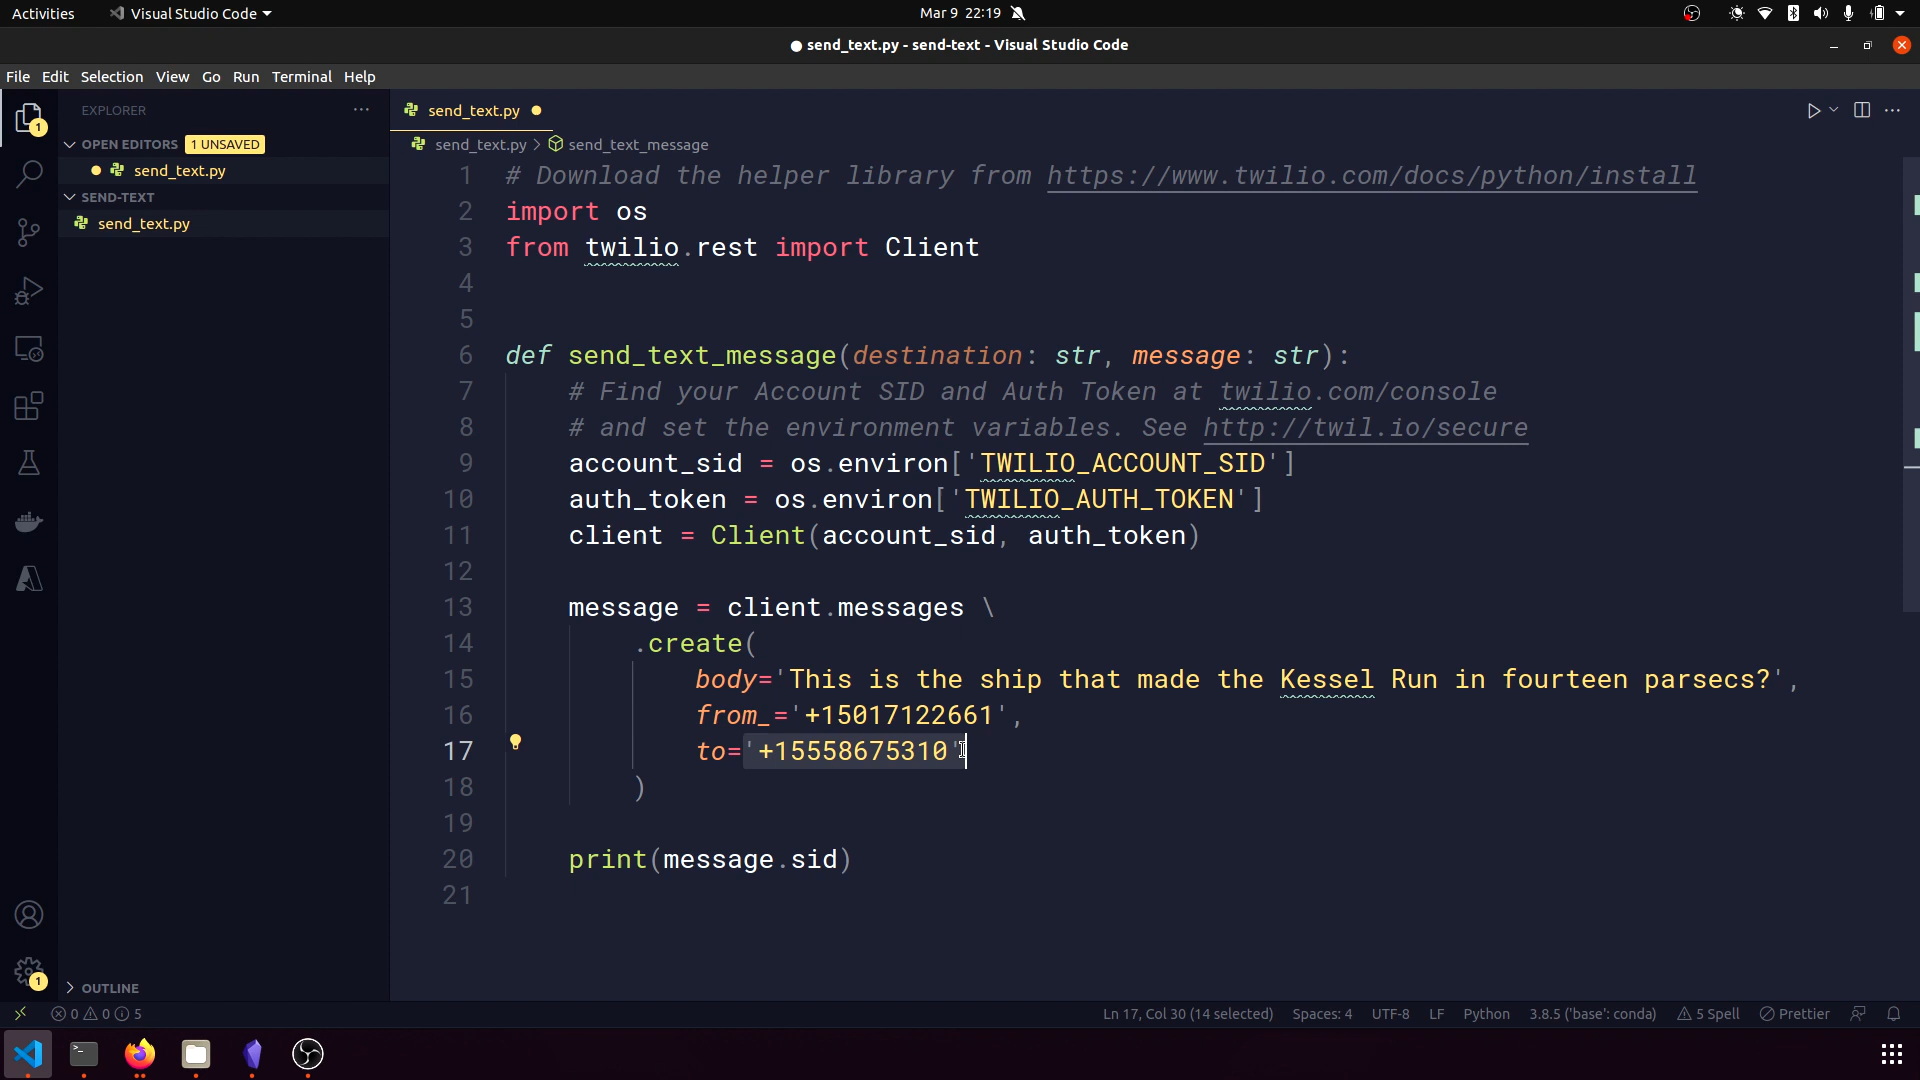 Activities
Visual Studio Code
Mar 9 22:19
send_text.py - send-text - Visual Studio Code
File Edit Selection View Go Run Terminal Help
EXPLORER
OPEN EDITORS 1 UNSAVED
send_text.py
SEND-TEXT
send_text.py
OUTLINE
1
1
send_text.py
send_text.py > send_text_message
1 # Download the helper library from https://www.twilio.com/docs/python/install
2 import os
3 from twilio.rest import Client
4
5
6 def send_text_message(destination: str, message: str):
7 # Find your Account SID and Auth Token at twilio.com/console
8 # and set the environment variables. See http://twil.io/secure
9 account_sid = os.environ['TWILIO_ACCOUNT_SID']
10 auth_token = os.environ['TWILIO_AUTH_TOKEN']
11 client = Client(account_sid, auth_token)
12
13 message = client.messages \
14 .create(
15 body='This is the ship that made the Kessel Run in fourteen parsecs?',
16 from_='+15017122661',
17 to='+15558675310'
18 )
19
20 print(message.sid)
21
0 0 5
Ln 17, Col 30 (14 selected) Spaces: 4 UTF-8 LF Python 3.8.5 ('base': conda) 5 Spell Prettier